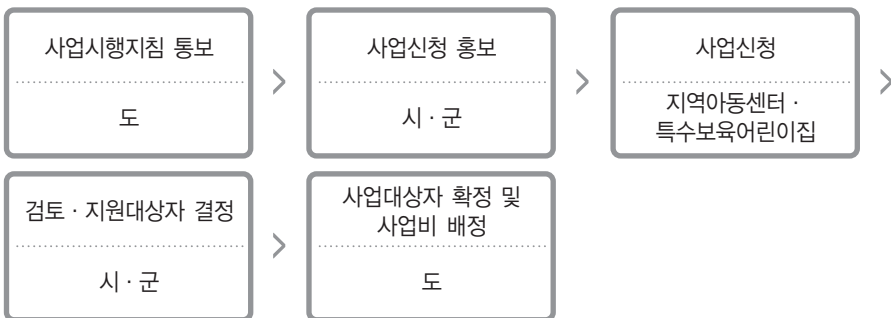 사업시행지침 통보
도
>
사업신청 홍보
시 · 군
>
사업신청
지역아동센터 ·
특수보육어린이집
>
검토 · 지원대상자 결정
시 · 군
>
사업대상자 확정 및
사업비 배정
도